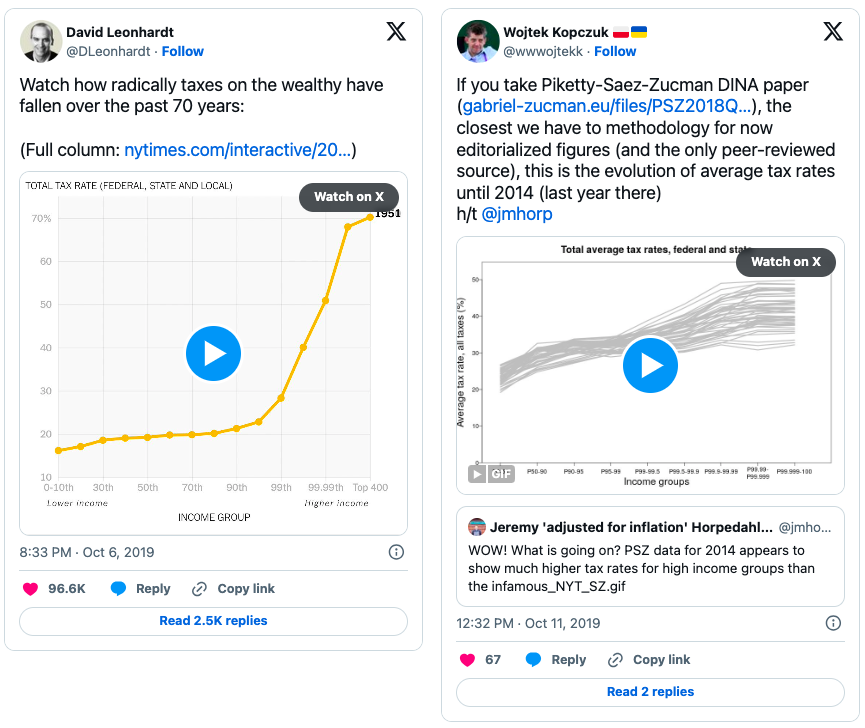 David Leonhardt
@DLeonhardt · Follow
Watch how radically taxes on the wealthy have
fallen over the past 70 years:
(Full column: nytimes.com/interactive/20…)
TOTAL TAX RATE (FEDERAL, STATE AND LOCAL)
Watch on X
1951
70%
60
50
40
30
20
10
0-10th 30th 50th 70th 90th 99th 99.99th Top 400
Lower income Higher income
INCOME GROUP
8:33 PM · Oct 6, 2019
96.6K Reply Copy link
Read 2.5K replies
Wojtek Kopczuk 🇵🇱🇺🇦
@wwwojtekk · Follow
If you take Piketty-Saez-Zucman DINA paper
(gabriel-zucman.eu/files/PSZ2018Q…), the
closest we have to methodology for now
editorialized figures (and the only peer-reviewed
source), this is the evolution of average tax rates
until 2014 (last year there)
h/t @jmhorp
Total average tax rates, federal and state
Watch on X
Average tax rate, all taxes (%)
50
40
30
20
10
0
P50-90 P90-95 P95-99 P99-99.5 P99.5-99.9 P99.9-99.99 P99.99-P99.999 P99.999-100
GIF
Income groups
Jeremy 'adjusted for inflation' Horpedahl... @jmho...
WOW! What is going on? PSZ data for 2014 appears to
show much higher tax rates for high income groups than
the infamous_NYT_SZ.gif
12:32 PM · Oct 11, 2019
67 Reply Copy link
Read 2 replies